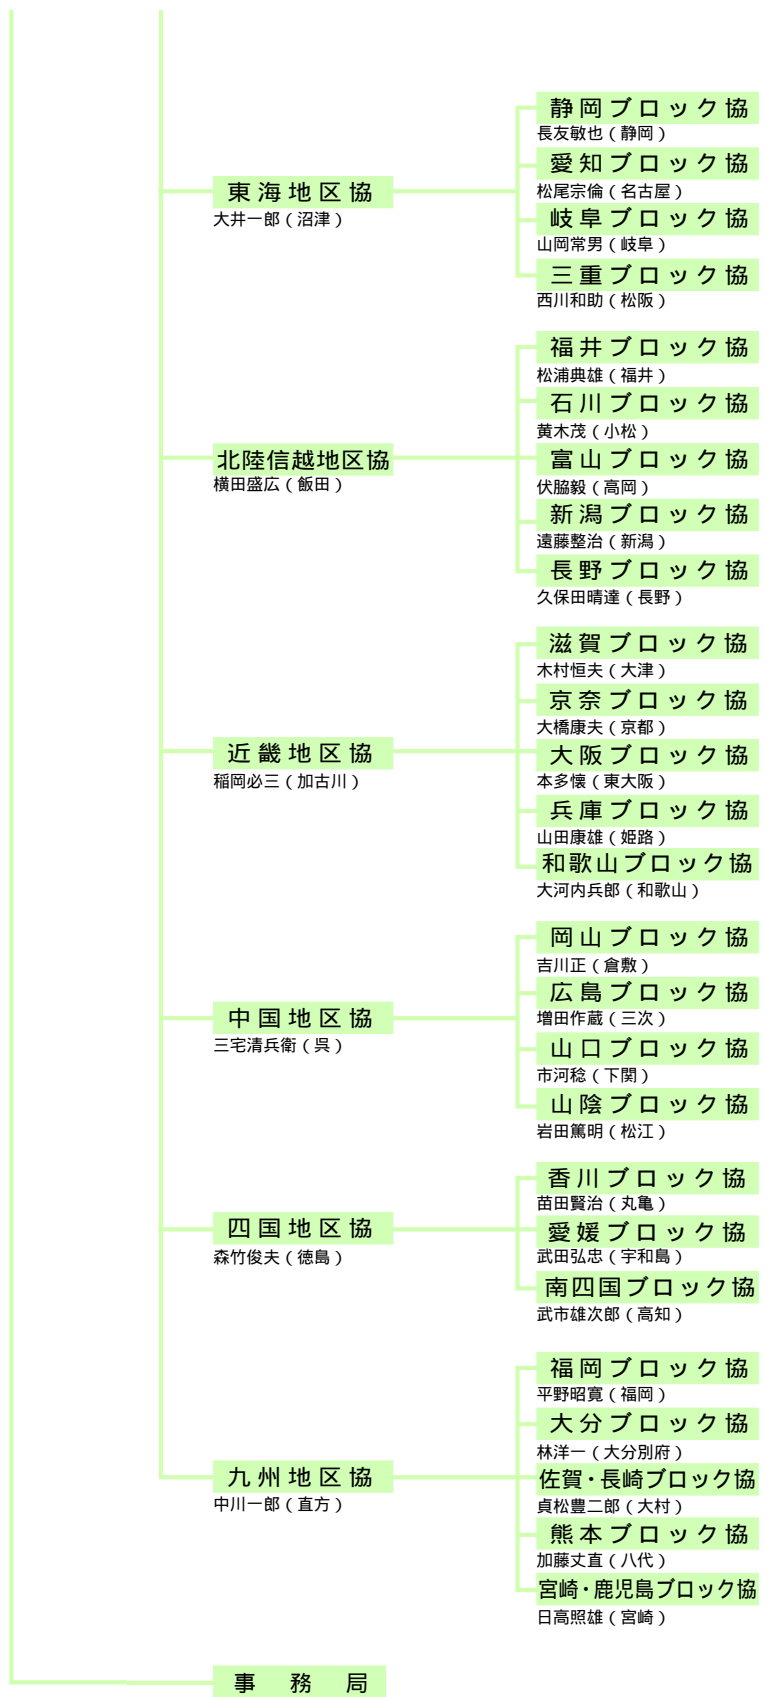 東海地区協
大井一郎(沼津)
静岡ブロック協
長友敏也(静岡)
愛知ブロック協
松尾宗倫(名古屋)
岐阜ブロック協
山岡常男(岐阜)
三重ブロック協
西川和助(松阪)
北陸信越地区協
横田盛広(飯田)
福井ブロック協
松浦典雄(福井)
石川ブロック協
黄木茂(小松)
富山ブロック協
伏脇毅(高岡)
新潟ブロック協
遠藤整治(新潟)
長野ブロック協
久保田晴達(長野)
近畿地区協
稲岡必三(加古川)
滋賀ブロック協
木村恒夫(大津)
京奈ブロック協
大橋康夫(京都)
大阪ブロック協
本多懐(東大阪)
兵庫ブロック協
山田康雄(姫路)
和歌山ブロック協
大河内兵郎(和歌山)
中国地区協
三宅清兵衛(呉)
岡山ブロック協
吉川正(倉敷)
広島ブロック協
増田作蔵(三次)
山口ブロック協
市河稔(下関)
山陰ブロック協
岩田篤明(松江)
四国地区協
森竹俊夫(徳島)
香川ブロック協
苗田賢治(丸亀)
愛媛ブロック協
武田弘忠(宇和島)
南四国ブロック協
武市雄次郎(高知)
九州地区協
中川一郎(直方)
福岡ブロック協
平野昭寛(福岡)
大分ブロック協
林洋一(大分別府)
佐賀・長崎ブロック協
貞松豊二郎(大村)
熊本ブロック協
加藤丈直(八代)
宮崎・鹿児島ブロック協
日高照雄(宮崎)
事務局